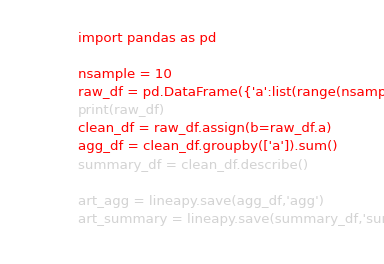 import pandas as pd
nsample = 10
raw_df = pd.DataFrame({'a':list(range(nsamp
print(raw_df)
clean_df = raw_df.assign(b=raw_df.a)
agg_df = clean_df.groupby(['a']).sum()
summary_df = clean_df.describe()
art_agg = lineapy.save(agg_df,'agg')
art_summary = lineapy.save(summary_df,'sum